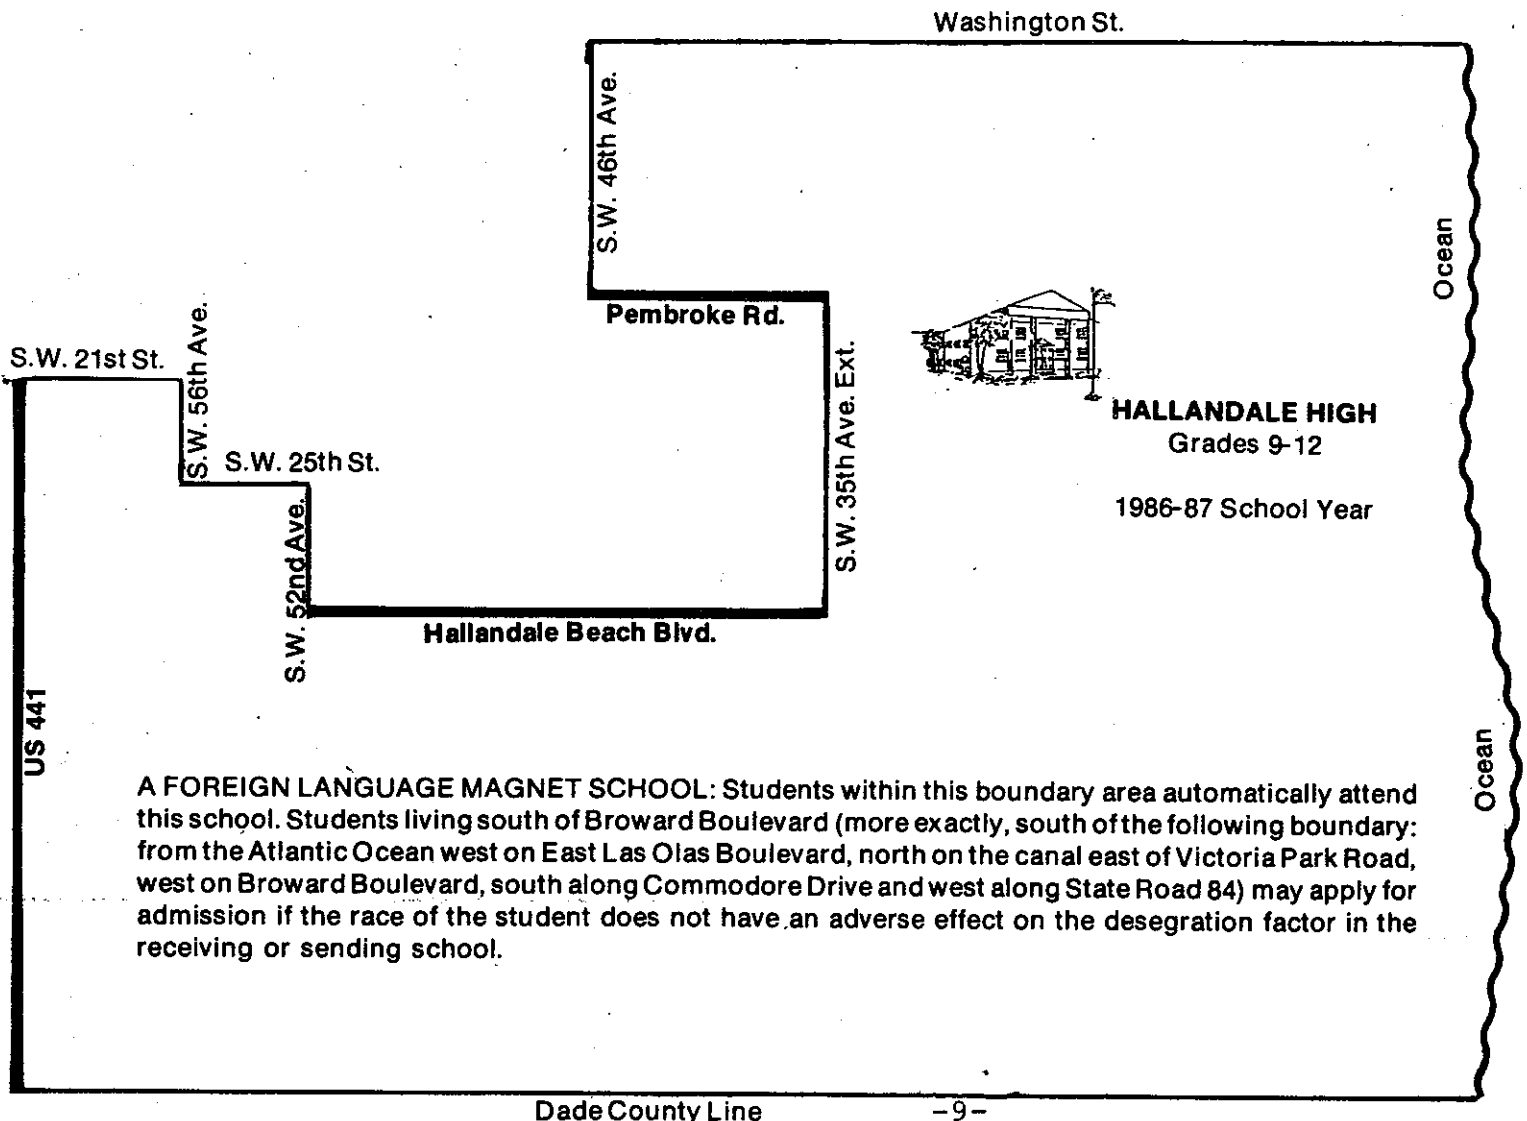 Washington St.
S.W. 46th Ave.
Ocean
Pembroke Rd.
S.W. 21st St.
S.W. 56th Ave.
S.W. 35th Ave. Ext.
HALLANDALE HIGH
Grades 9-12
S.W. 25th St.
1986-87 School Year
S.W. 52nd Ave.
Hallandale Beach Blvd.
US 441
Ocean
A FOREIGN LANGUAGE MAGNET SCHOOL: Students within this boundary area automatically attend
this school. Students living south of Broward Boulevard (more exactly, south of the following boundary:
from the Atlantic Ocean west on East Las Olas Boulevard, north on the canal east of Victoria Park Road,
west on Broward Boulevard, south along Commodore Drive and west along State Road 84) may apply for
admission if the race of the student does not have an adverse effect on the desegration factor in the
receiving or sending school.
Dade County Line
-9-